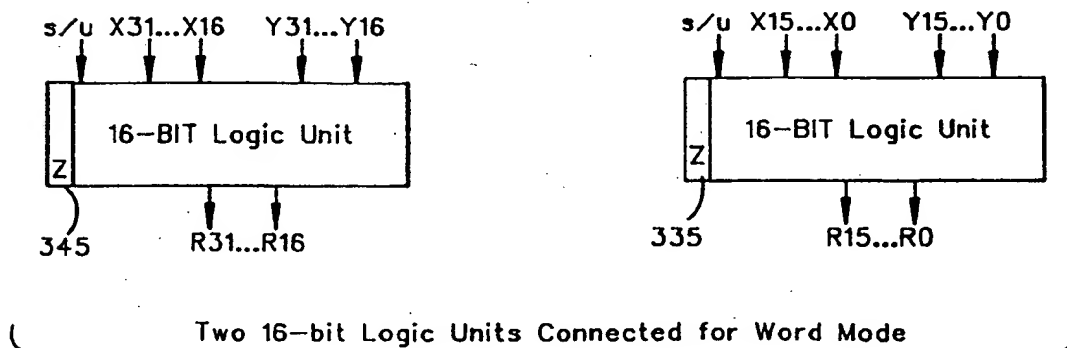 s/u X31...X16 Y31...Y16
16-BIT Logic Unit
Z
345
R31...R16
s/u X15...X0 Y15...Y0
16-BIT Logic Unit
Z
335
R15...R0
Two 16-bit Logic Units Connected for Word Mode